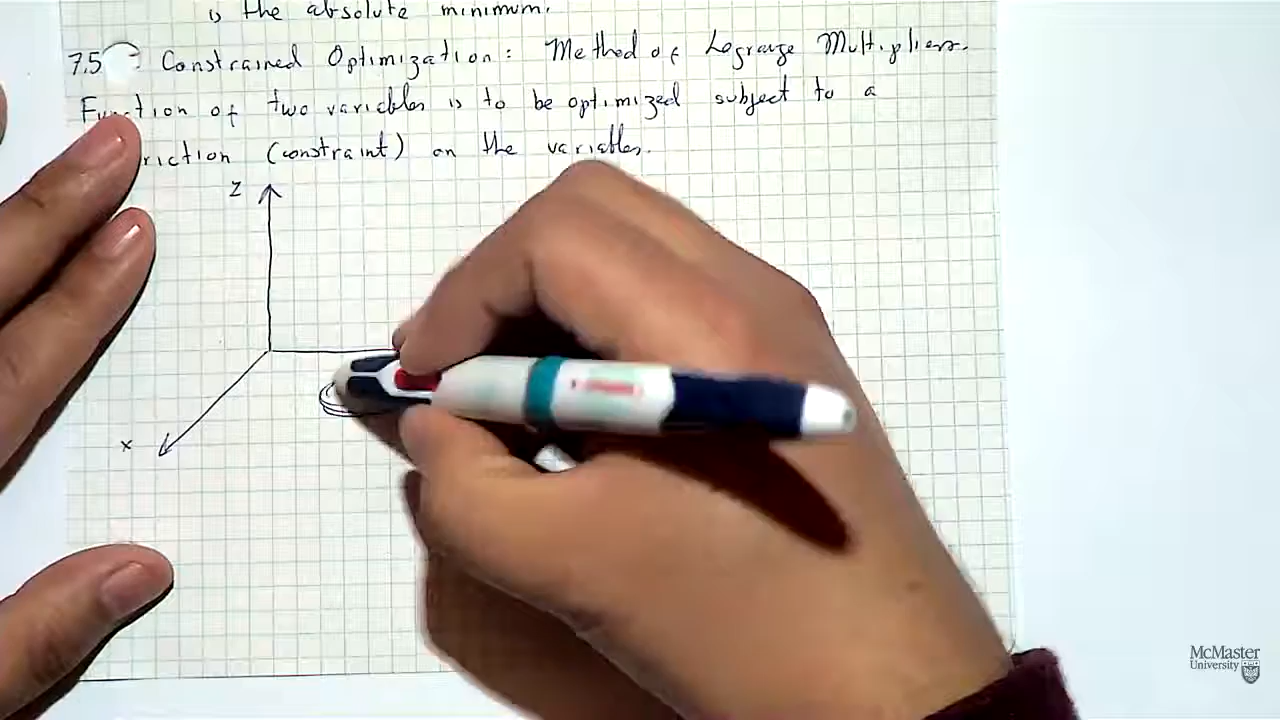 is the absolute minimum.
7.5 Constrained Optimization: Method of Lagrange Multipliers.
Function of two variables is to be optimized subject to a
riction (constraint) on the variables.
z
x
McMaster
University